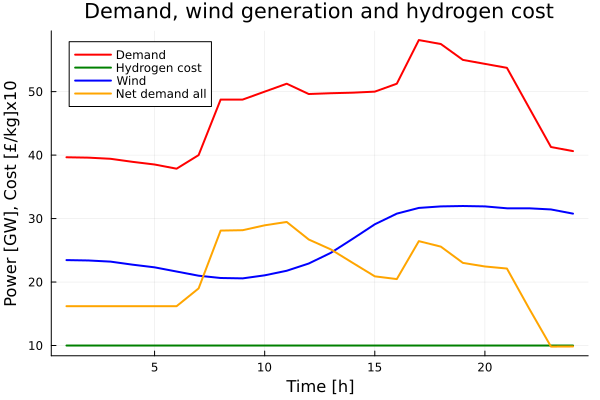 Demand, wind generation and hydrogen cost
Demand
Hydrogen cost
Wind
Net demand all
Power [GW], Cost [£/kg]x10
50
40
30
20
10
5
10
15
20
Time [h]